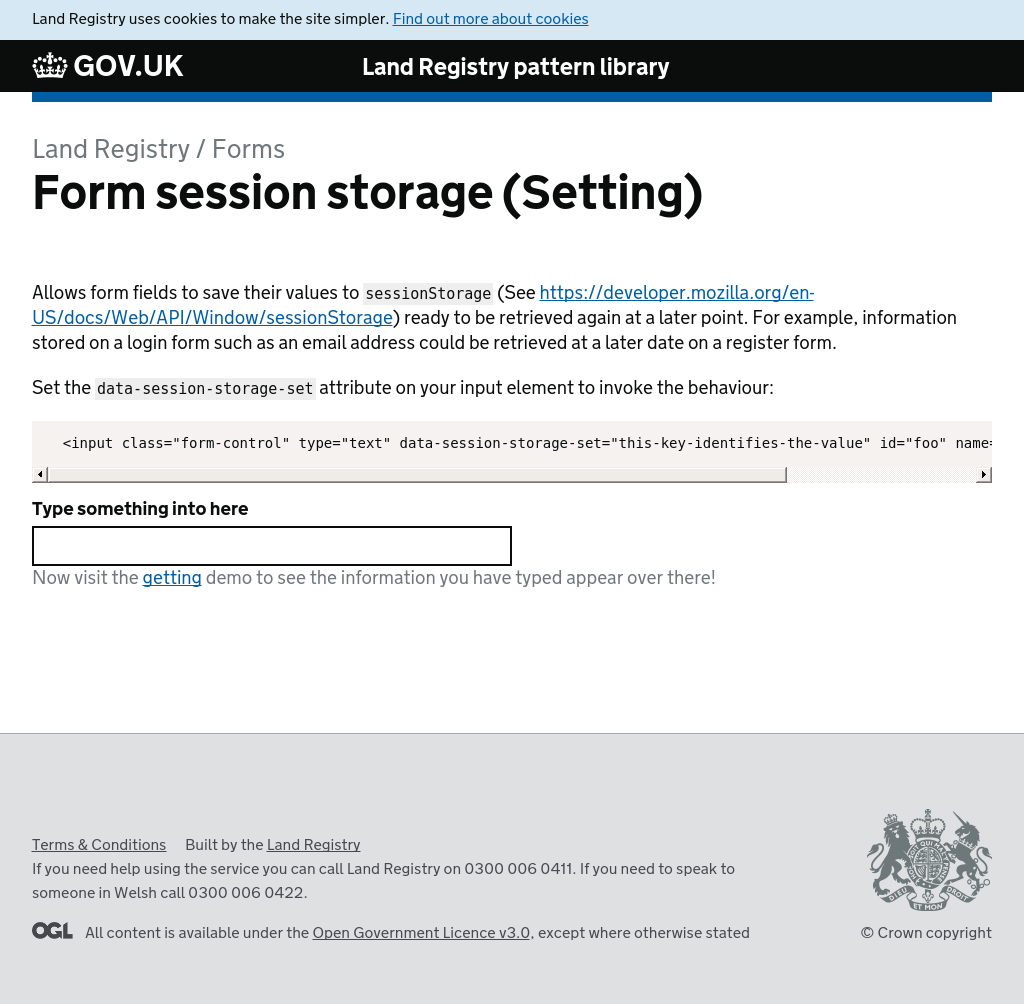 Land Registry uses cookies to make the site simpler. Find out more about cookies
GOV.UK
Land Registry pattern library
Land Registry / Forms
Form session storage (Setting)
Allows form fields to save their values to sessionStorage (See https://developer.mozilla.org/en-
US/docs/Web/API/Window/sessionStorage) ready to be retrieved again at a later point. For example, information
stored on a login form such as an email address could be retrieved at a later date on a register form.
Set the data-session-storage-set attribute on your input element to invoke the behaviour:
<input class="form-control" type="text" data-session-storage-set="this-key-identifies-the-value" id="foo" name=
Type something into here
Now visit the getting demo to see the information you have typed appear over there!
Terms & Conditions Built by the Land Registry
If you need help using the service you can call Land Registry on 0300 006 0411. If you need to speak to
someone in Welsh call 0300 006 0422.
OGL All content is available under the Open Government Licence v3.0, except where otherwise stated
© Crown copyright